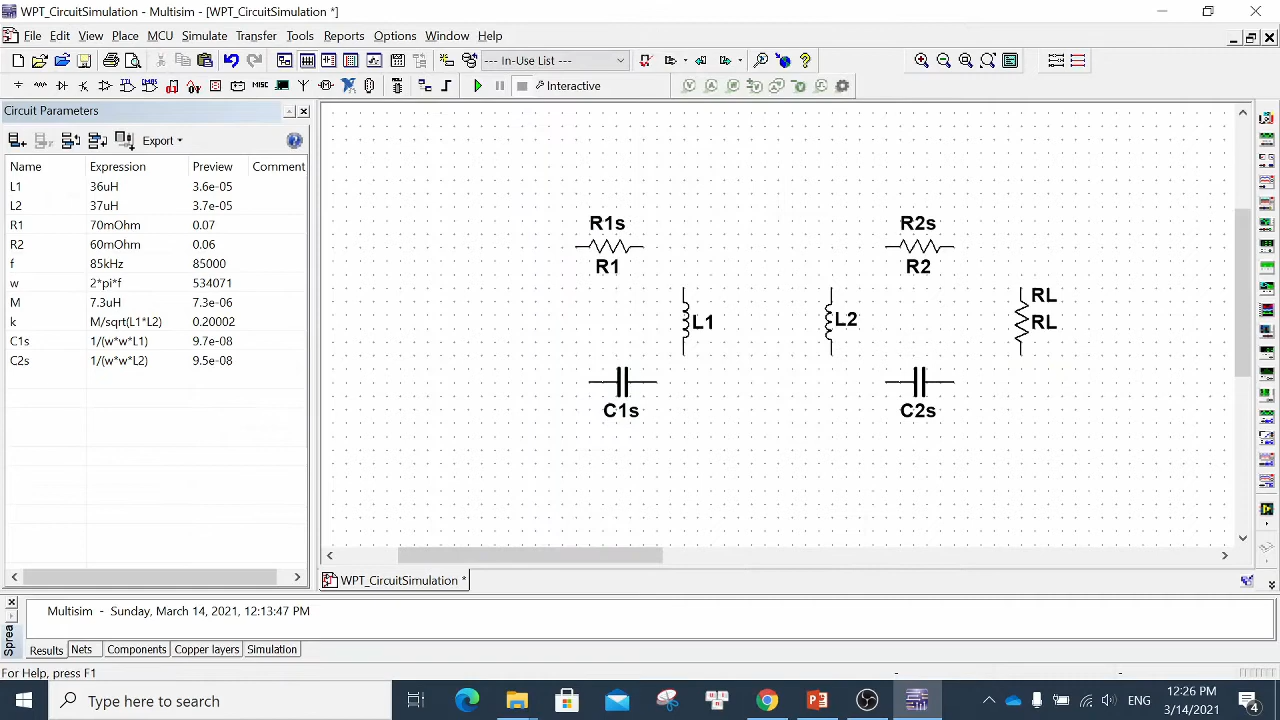 WPT_CircuitSimulation - Multisim - [WPT_CircuitSimulation *]
File Edit View Place MCU Simulate Transfer Tools Reports Options Window Help
--- In-Use List ---
Interactive
Circuit Parameters
Export
Name Expression Preview Comment
L1 36uH 3.6e-05
L2 37uH 3.7e-05
R1 70mOhm 0.07
R2 60mOhm 0.06
f 85kHz 85000
w 2*pi*f 534071
M 7.3uH 7.3e-06
k M/sqrt(L1*L2) 0.20002
C1s 1/(w*w*L1) 9.7e-08
C2s 1/(w*w*L2) 9.5e-08
R1s R2s
R1 R2
RL
L1 L2 RL
C1s C2s
WPT_CircuitSimulation *
Multisim - Sunday, March 14, 2021, 12:13:47 PM
Sprea
Results Nets Components Copper layers Simulation
For Help, press F1
Type here to search
ENG
12:26 PM
3/14/2021
4